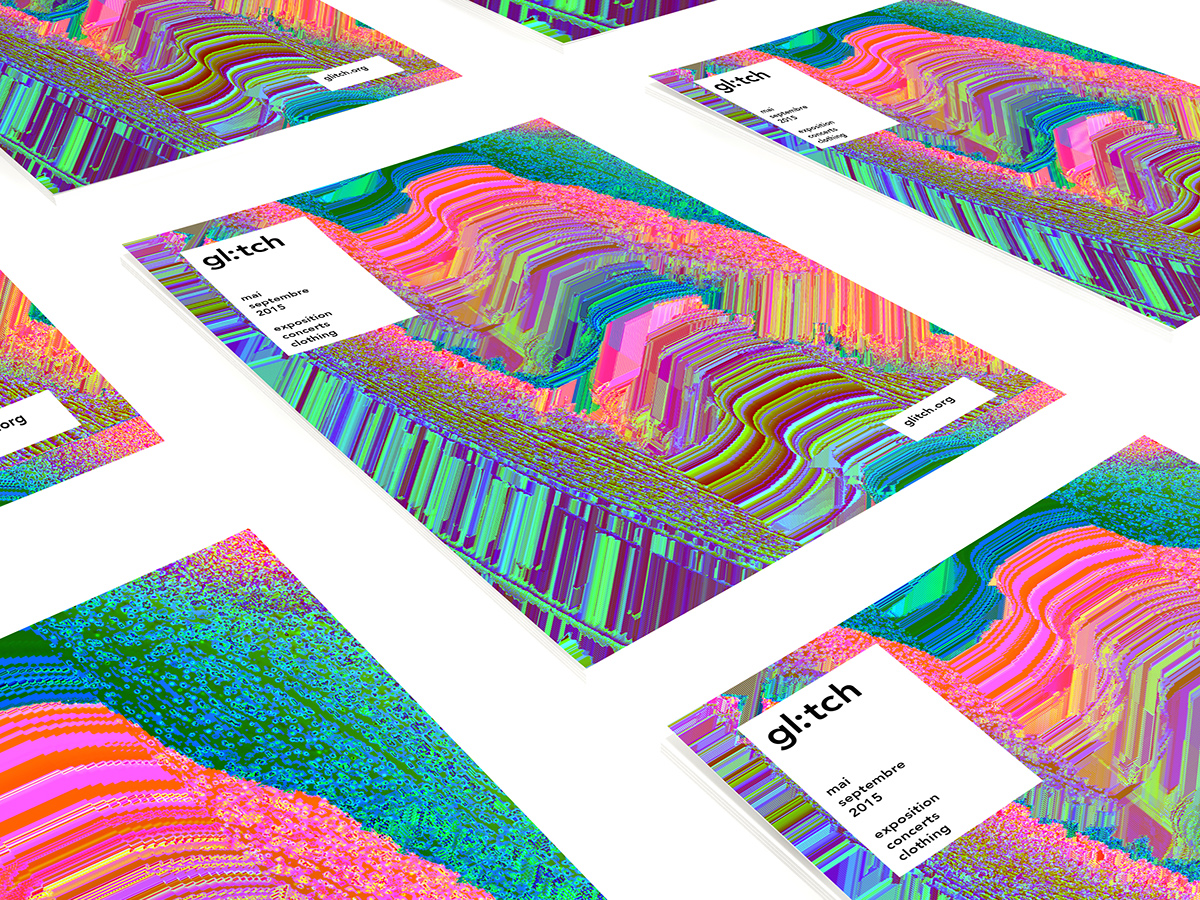 glitch.org
gl:tch
mai
septembre
2015
exposition
concerts
clothing
gl:tch
mai
septembre
2015
exposition
concerts
clothing
glitch.org
.org
gl:tch
mai
septembre
2015
exposition
concerts
clothing